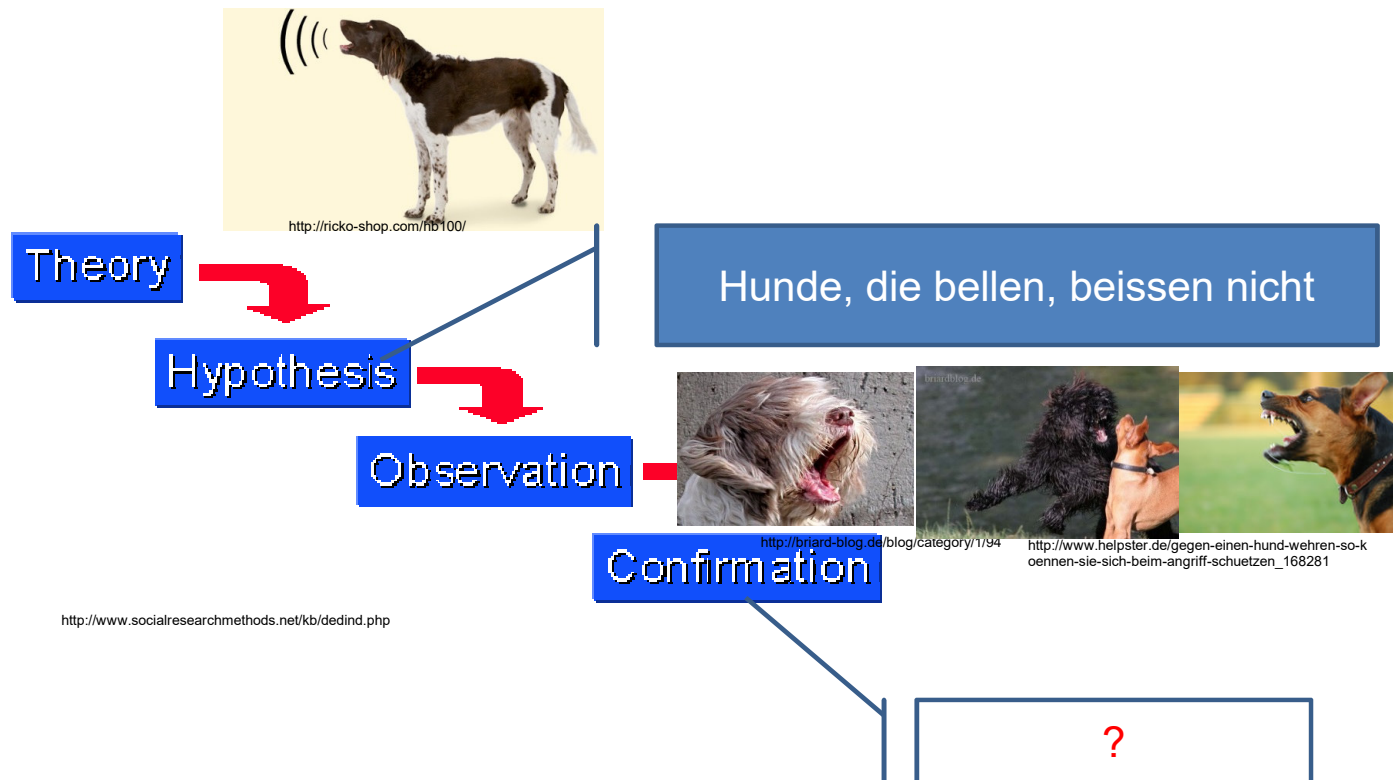 http://ricko-shop.com/hb100/
Theory
Hunde, die bellen, beissen nicht
Hypothesis
briardblog.de
Observation
http://briard-blog.de/blog/category/1/94
http://www.helpster.de/gegen-einen-hund-wehren-so-k
oennen-sie-sich-beim-angriff-schuetzen_168281
Confirmation
http://www.socialresearchmethods.net/kb/dedind.php
?